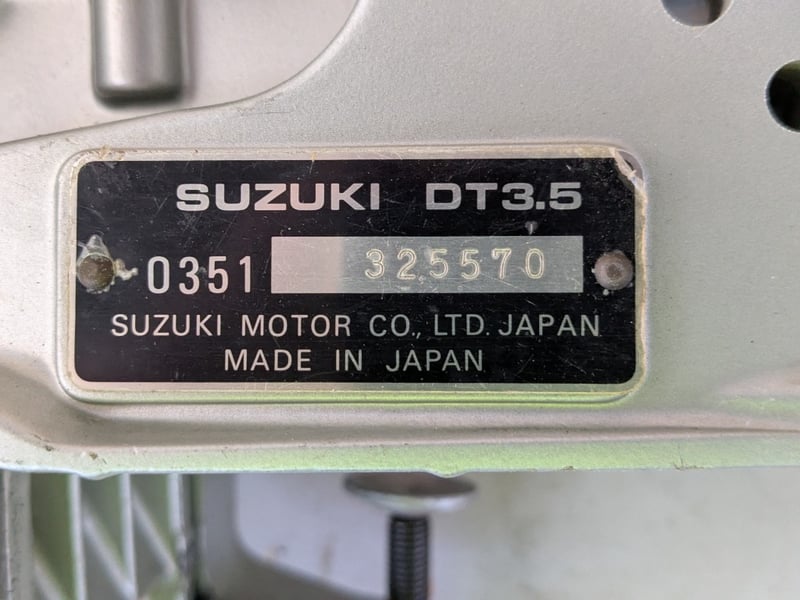 SUZUKI DT3.5
0351 325570
SUZUKI MOTOR CO., LTD. JAPAN
MADE IN JAPAN